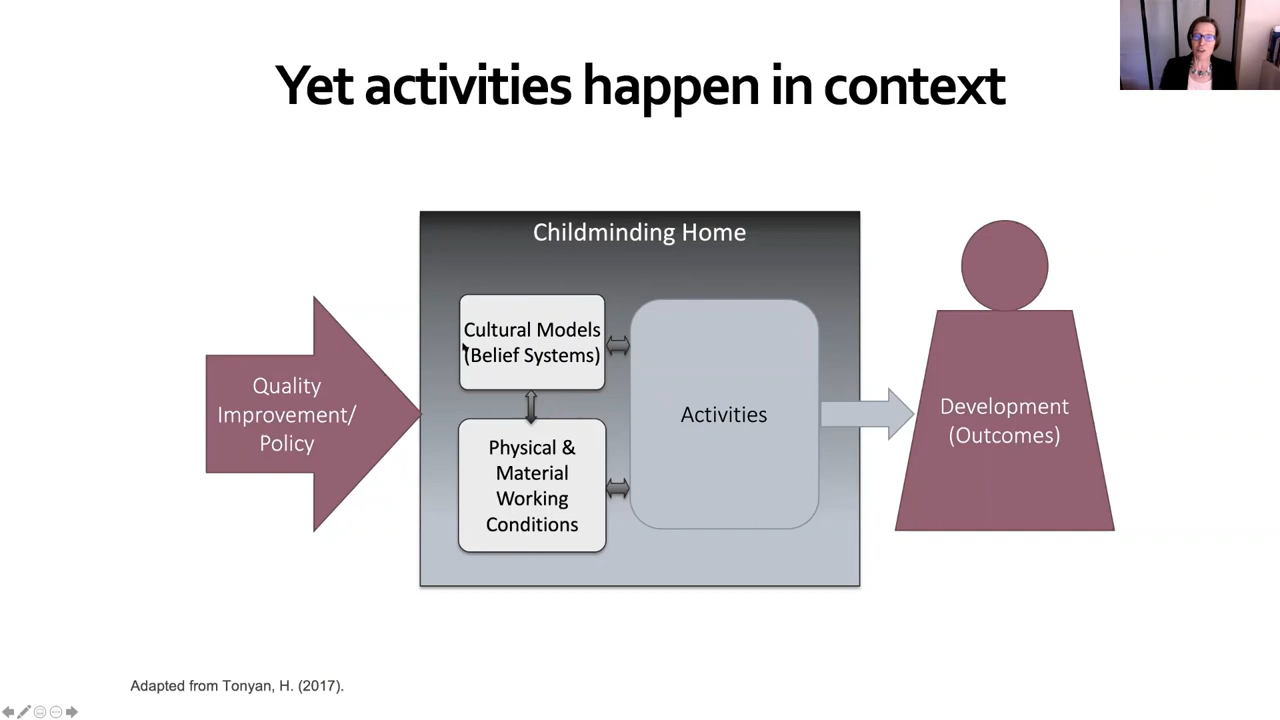 Yet activities happen in context
Childminding Home
Cultural Models
(Belief Systems)
Quality
Improvement/
Policy
Physical &
Material
Working
Conditions
Activities
Development
(Outcomes)
Adapted from Tonyan, H. (2017).